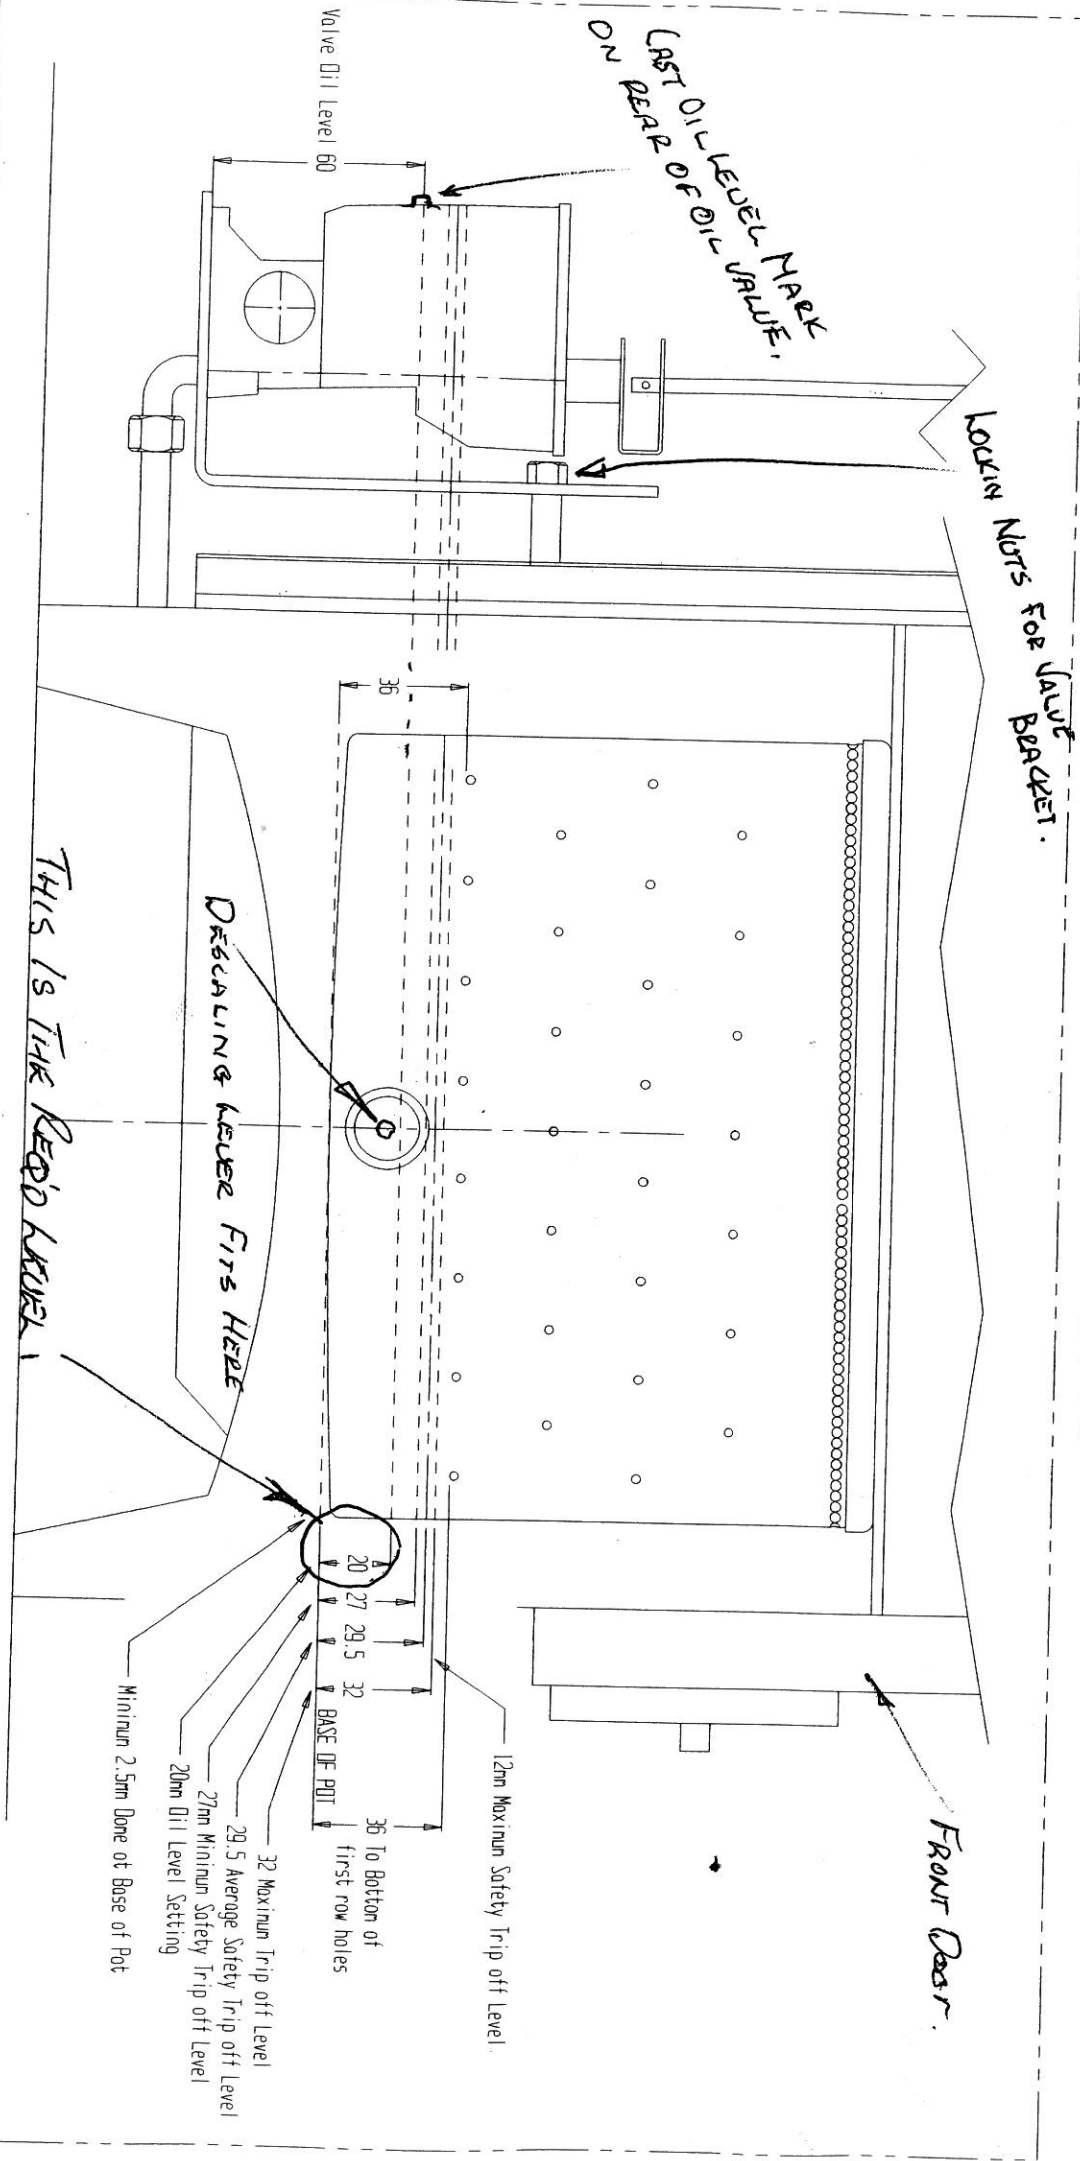 CAST OIL LEVEL MARK
ON REAR OF OIL VALVE.
LOCKIN NUTS FOR VALVE
BRACKET.
FRONT DOOR.
Valve Oil Level 60
36
DESCALING LEVER FITS HERE
THIS IS THE REQ'D LEVEL.
20
27
29.5
32
BASE OF POT
36 To Bottom of
first row holes
12mm Maximum Safety Trip off Level.
32 Maximum Trip off Level
29.5 Average Safety Trip off Level
27mm Minimum Safety Trip off Level
20mm Oil Level Setting
Minimum 2.5mm Dome at Base of Pot